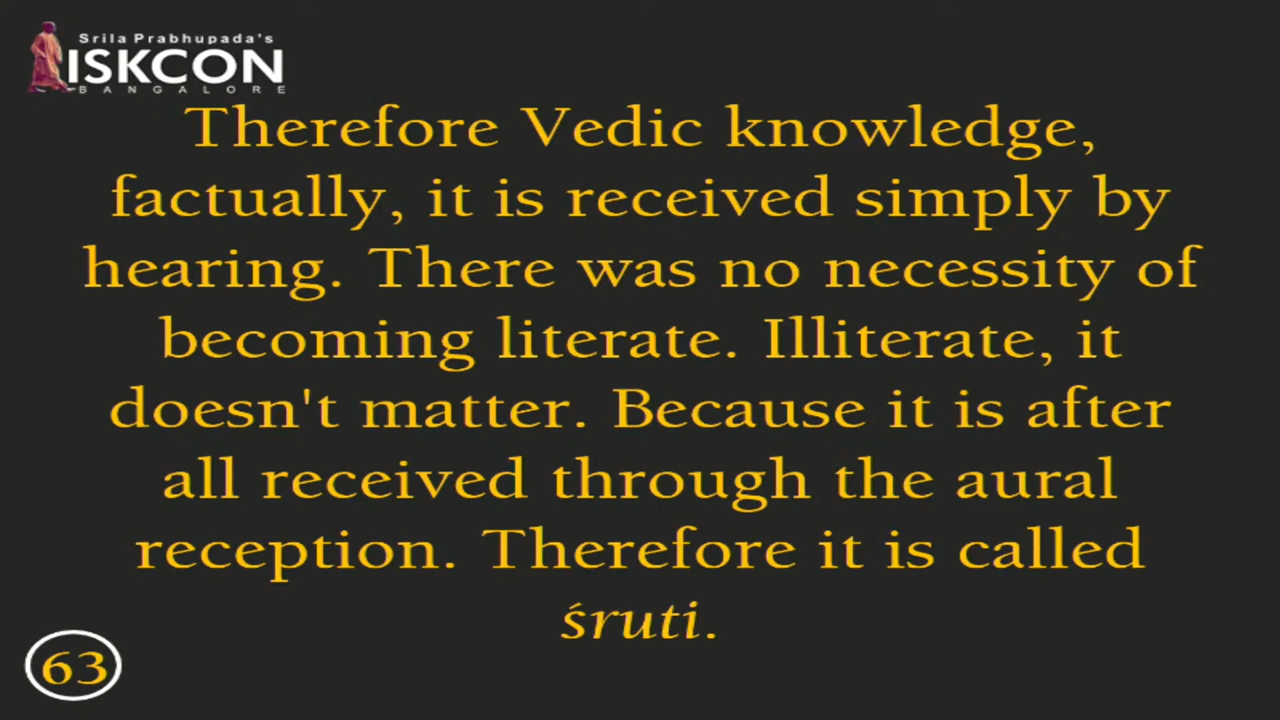 Srila Prabhupada's
ISKCON
BANGALORE
Therefore Vedic knowledge,
factually, it is received simply by
hearing. There was no necessity of
becoming literate. Illiterate, it
doesn't matter. Because it is after
all received through the aural
reception. Therefore it is called
śruti.
63